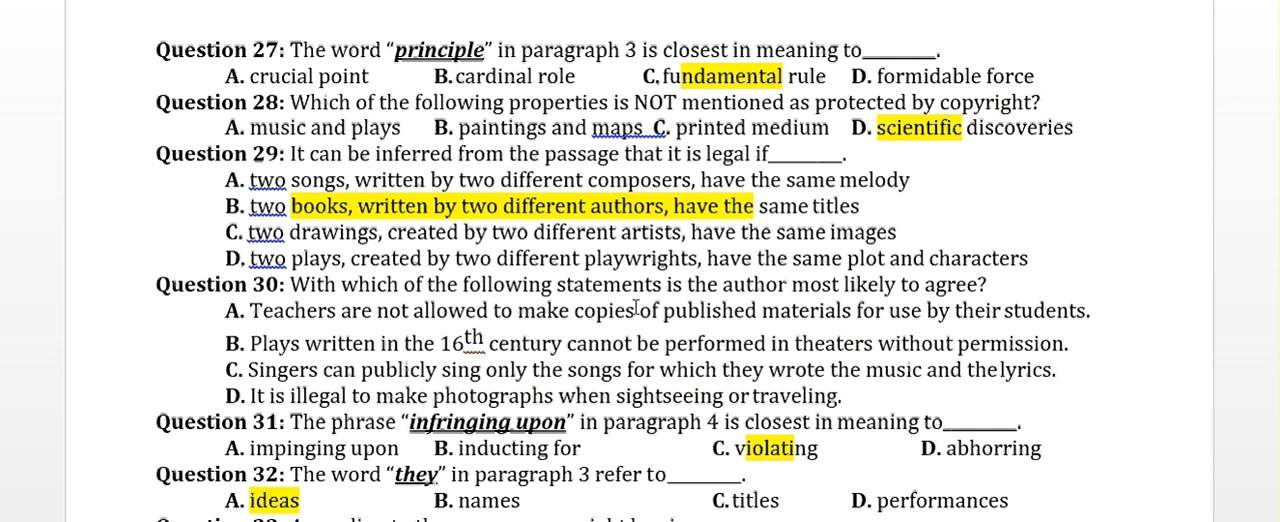 Question 27: The word “principle” in paragraph 3 is closest in meaning to_______.
A. crucial point B. cardinal role C. fundamental rule D. formidable force
Question 28: Which of the following properties is NOT mentioned as protected by copyright?
A. music and plays B. paintings and maps C. printed medium D. scientific discoveries
Question 29: It can be inferred from the passage that it is legal if_______.
A. two songs, written by two different composers, have the same melody
B. two books, written by two different authors, have the same titles
C. two drawings, created by two different artists, have the same images
D. two plays, created by two different playwrights, have the same plot and characters
Question 30: With which of the following statements is the author most likely to agree?
A. Teachers are not allowed to make copies of published materials for use by their students.
B. Plays written in the 16th century cannot be performed in theaters without permission.
C. Singers can publicly sing only the songs for which they wrote the music and the lyrics.
D. It is illegal to make photographs when sightseeing or traveling.
Question 31: The phrase “infringing upon” in paragraph 4 is closest in meaning to_______.
A. impinging upon B. inducting for C. violating D. abhorring
Question 32: The word “they” in paragraph 3 refer to_______.
A. ideas B. names C. titles D. performances